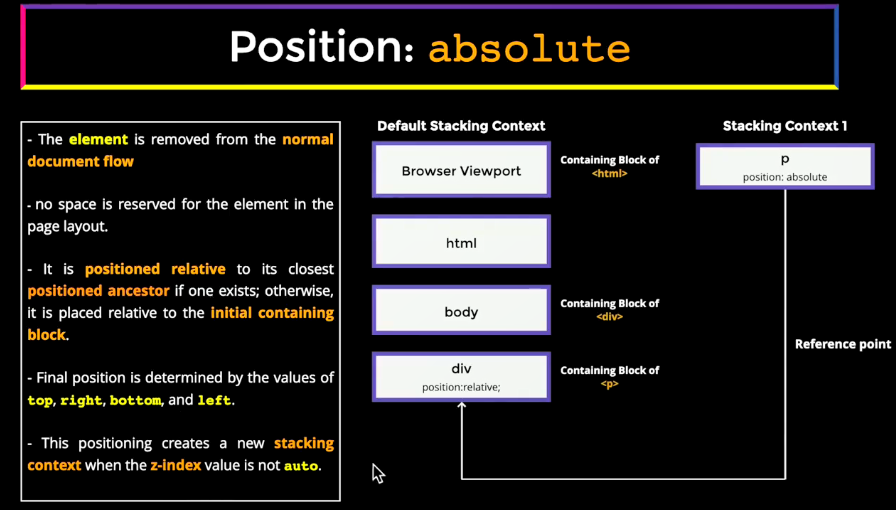 Position: absolute
- The element is removed from the normal
document flow
- no space is reserved for the element in the
page layout.
- It is positioned relative to its closest
positioned ancestor if one exists; otherwise,
it is placed relative to the initial containing
block.
- Final position is determined by the values of
top, right, bottom, and left.
- This positioning creates a new stacking
context when the z-index value is not auto.
Default Stacking Context
Browser Viewport
Containing Block of
<html>
html
body
Containing Block of
<div>
div
position:relative;
Containing Block of
<p>
Stacking Context 1
p
position: absolute
Reference point